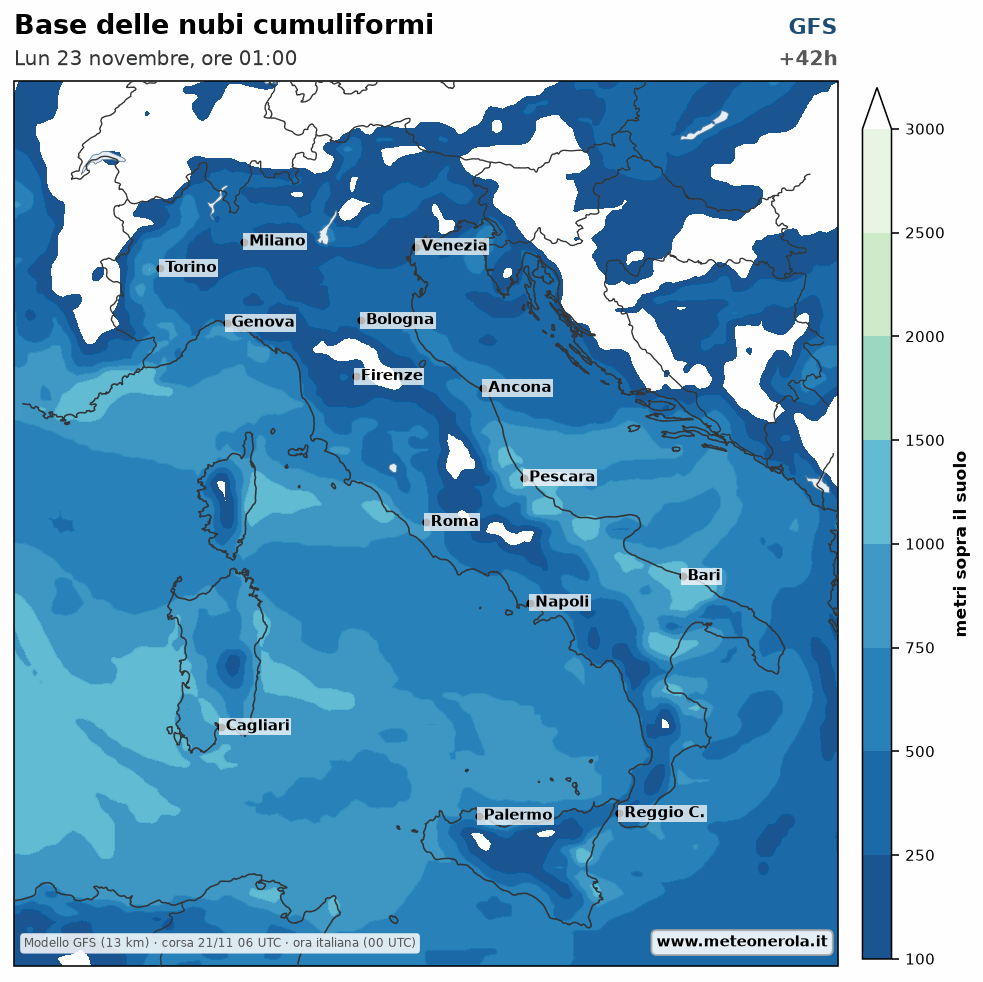 Base delle nubi cumuliformi
GFS
Lun 23 novembre, ore 01:00
+42h
Milano
Venezia
Torino
Genova
Bologna
Firenze
Ancona
Pescara
Roma
Bari
Napoli
Cagliari
Palermo
Reggio C.
3000
2500
2000
1500
1000
750
500
250
100
metri sopra il suolo
Modello GFS (13 km) · corsa 21/11 06 UTC · ora italiana (00 UTC)
www.meteonerola.it